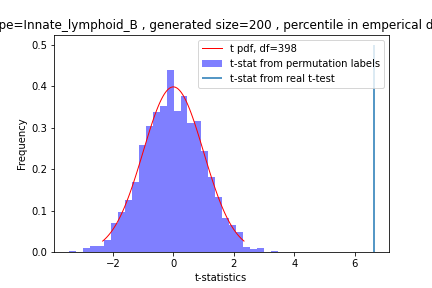 pe=Innate_lymphoid_B , generated size=200 , percentile in emperical d
t pdf, df=398
t-stat from permutation labels
t-stat from real t-test
Frequency
0.5
0.4
0.3
0.2
0.1
0.0
−2 0 2 4 6
t-statistics